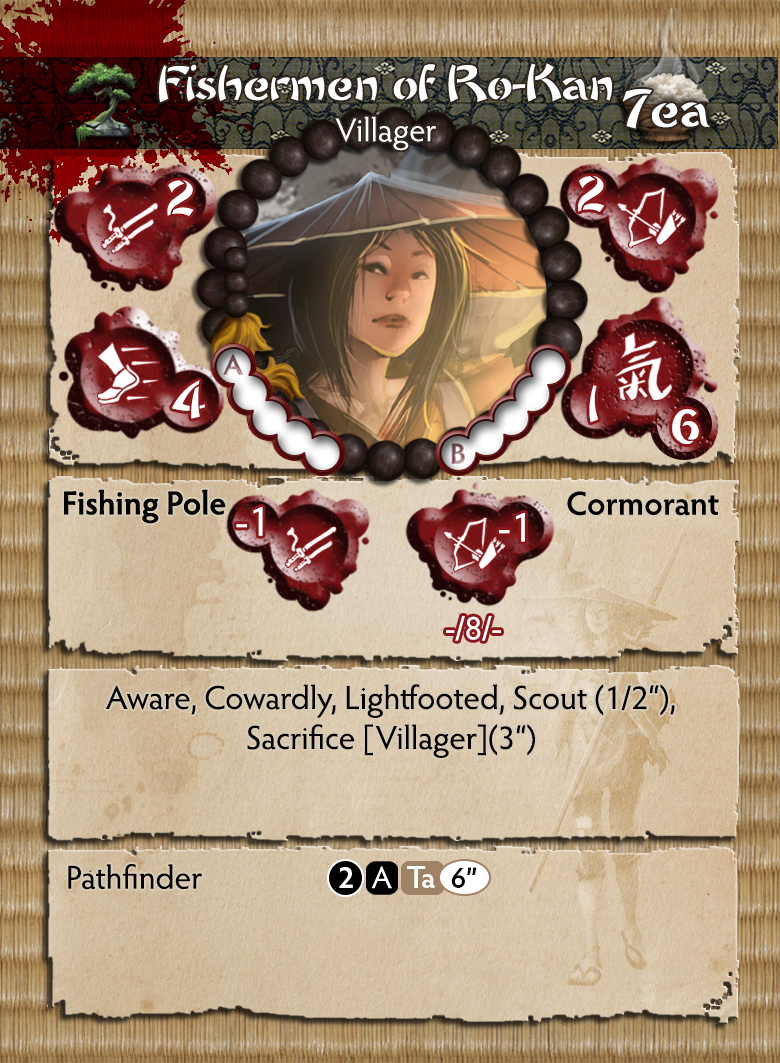 Fishermen of Ro-Kan
7ea
Villager
2
2
4
氣
1
6
A
B
Fishing Pole
-1
-1
Cormorant
-/8/-
Aware, Cowardly, Lightfooted, Scout (1/2"),
Sacrifice [Villager](3")
Pathfinder 2 A Ta 6"